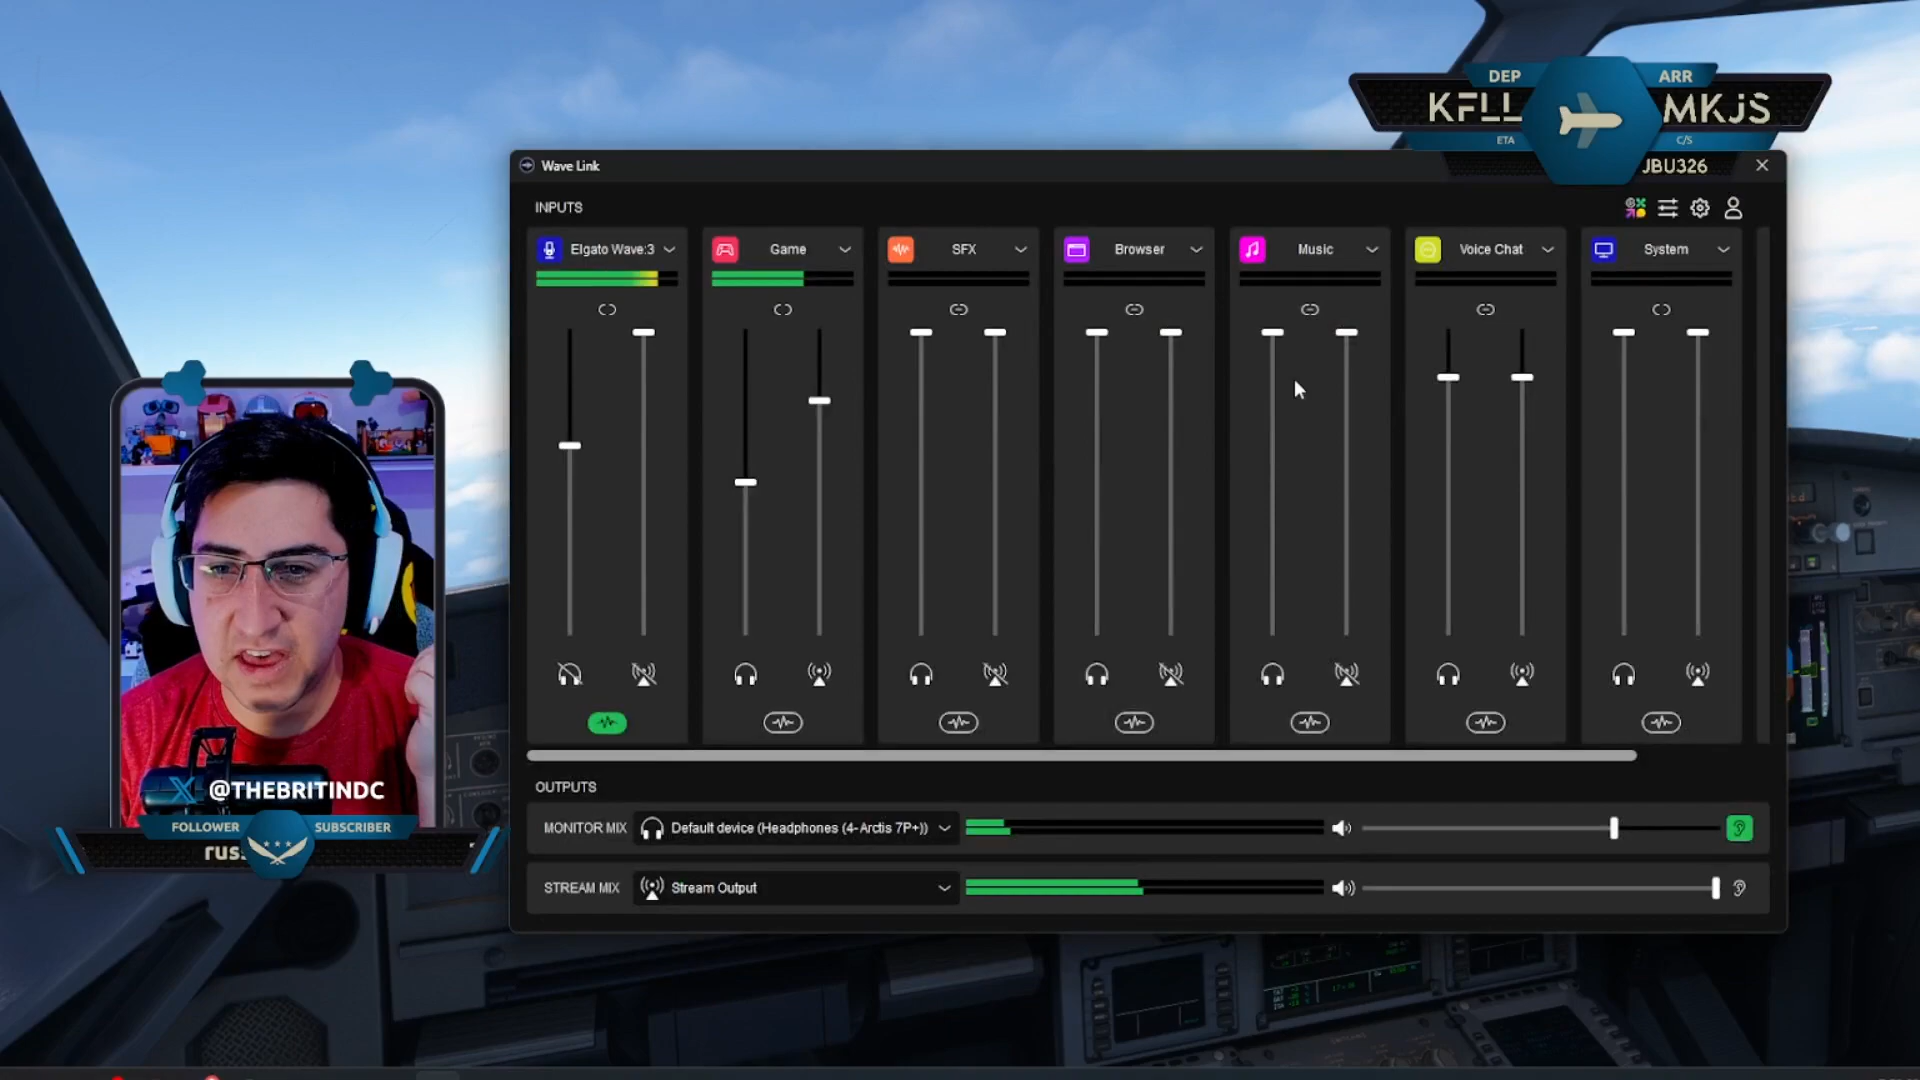 DEP
ARR
KFLL
MKJS
ETA
C/S
JBU326
Wave Link
INPUTS
Elgato Wave:3
Game
SFX
Browser
Music
Voice Chat
System
@THEBRITINDC
FOLLOWER
SUBSCRIBER
OUTPUTS
MONITOR MIX
Default device (Headphones (4- Arctis 7P+))
STREAM MIX
Stream Output